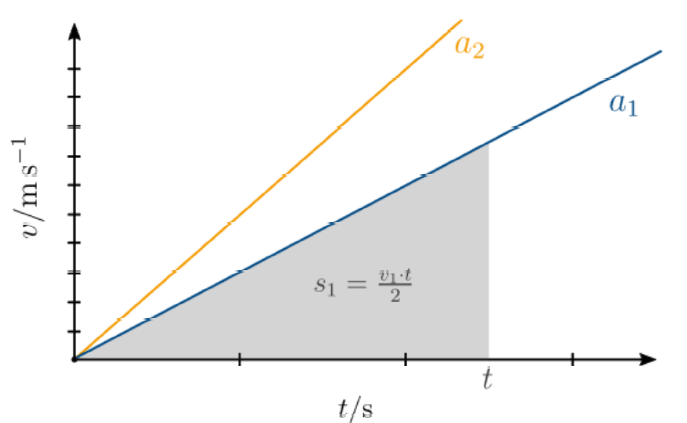 a₂
a₁
v/m s⁻¹
s₁ = v₁·t/2
t
t/s